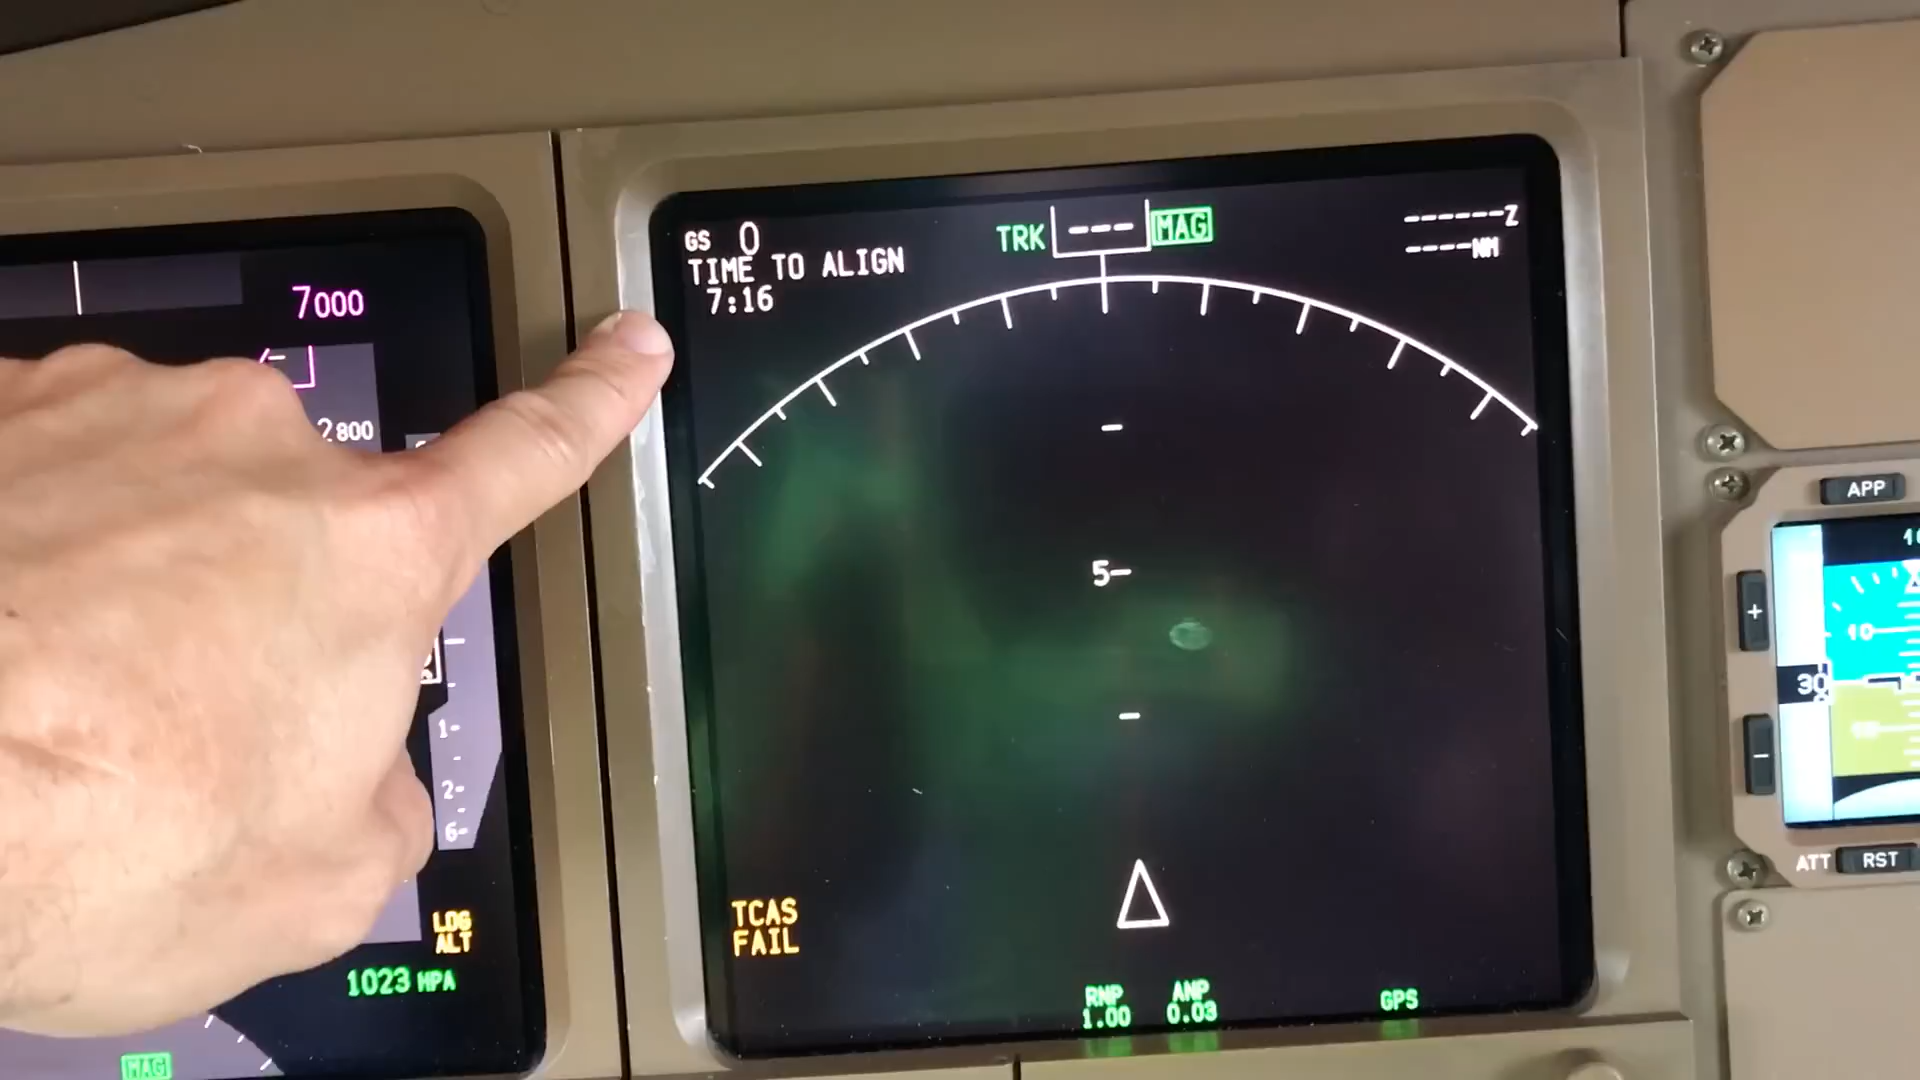 7000
2800
1-
2-
6-
LDG
ALT
1023 HPA
MAG
GS 0
TIME TO ALIGN
7:16
TRK --- MAG
------Z
----NM
5-
TCAS
FAIL
RNP
1.00
ANP
0.03
GPS
APP
+
10
30
-
ATT RST